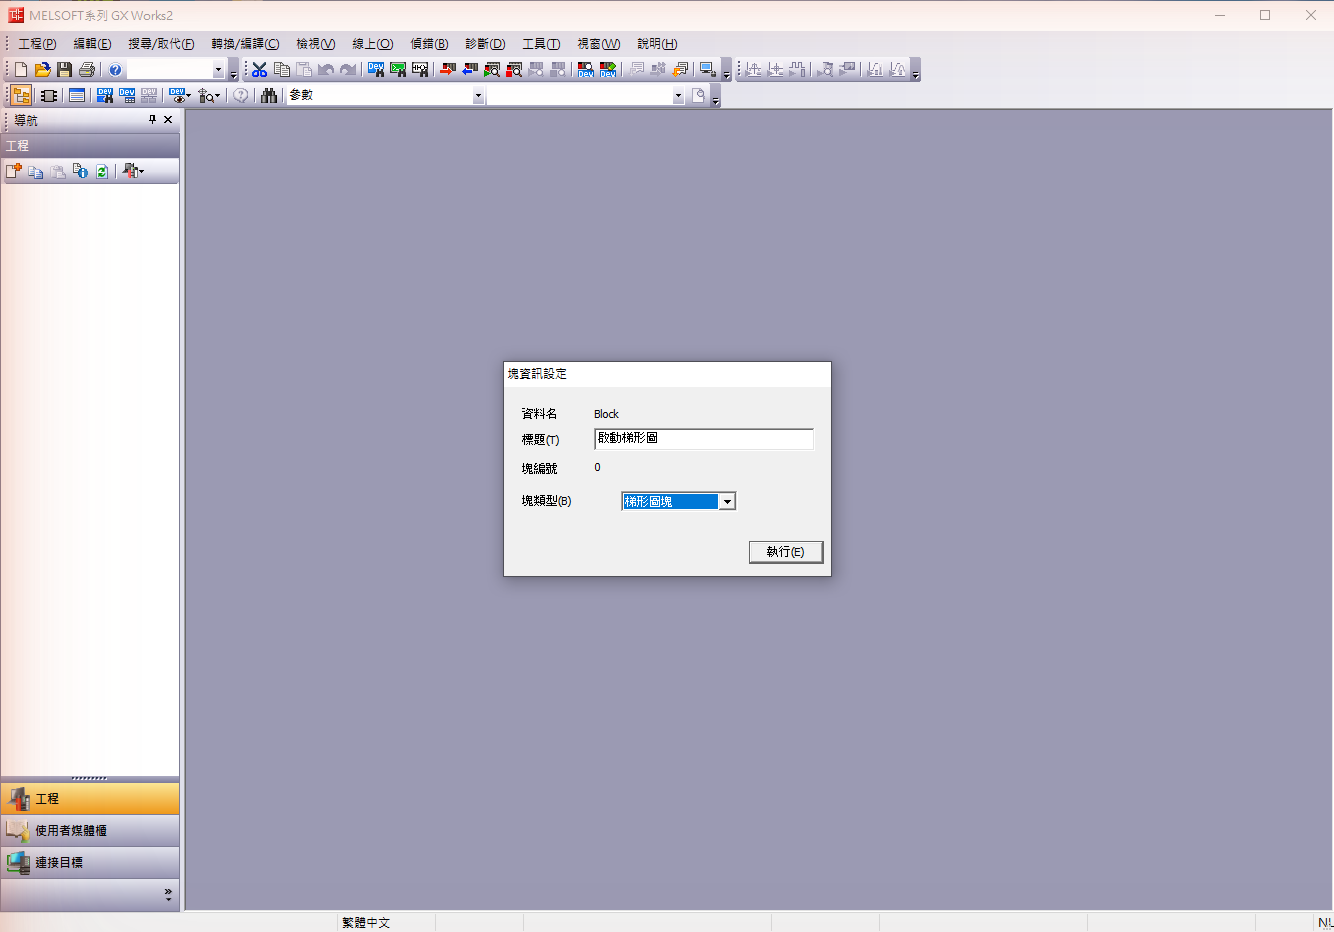 MELSOFT系列 GX Works2
工程(P) 編輯(E) 搜尋/取代(F) 轉換/編譯(C) 檢視(V) 線上(O) 偵錯(B) 診斷(D) 工具(T) 視窗(W) 說明(H)
參數
導航
工程
塊資訊設定
資料名 Block
標題(T) 啟動梯形圖
塊編號 0
塊類型(B) 梯形圖塊
執行(E)
工程
使用者媒體櫃
連接目標
繁體中文